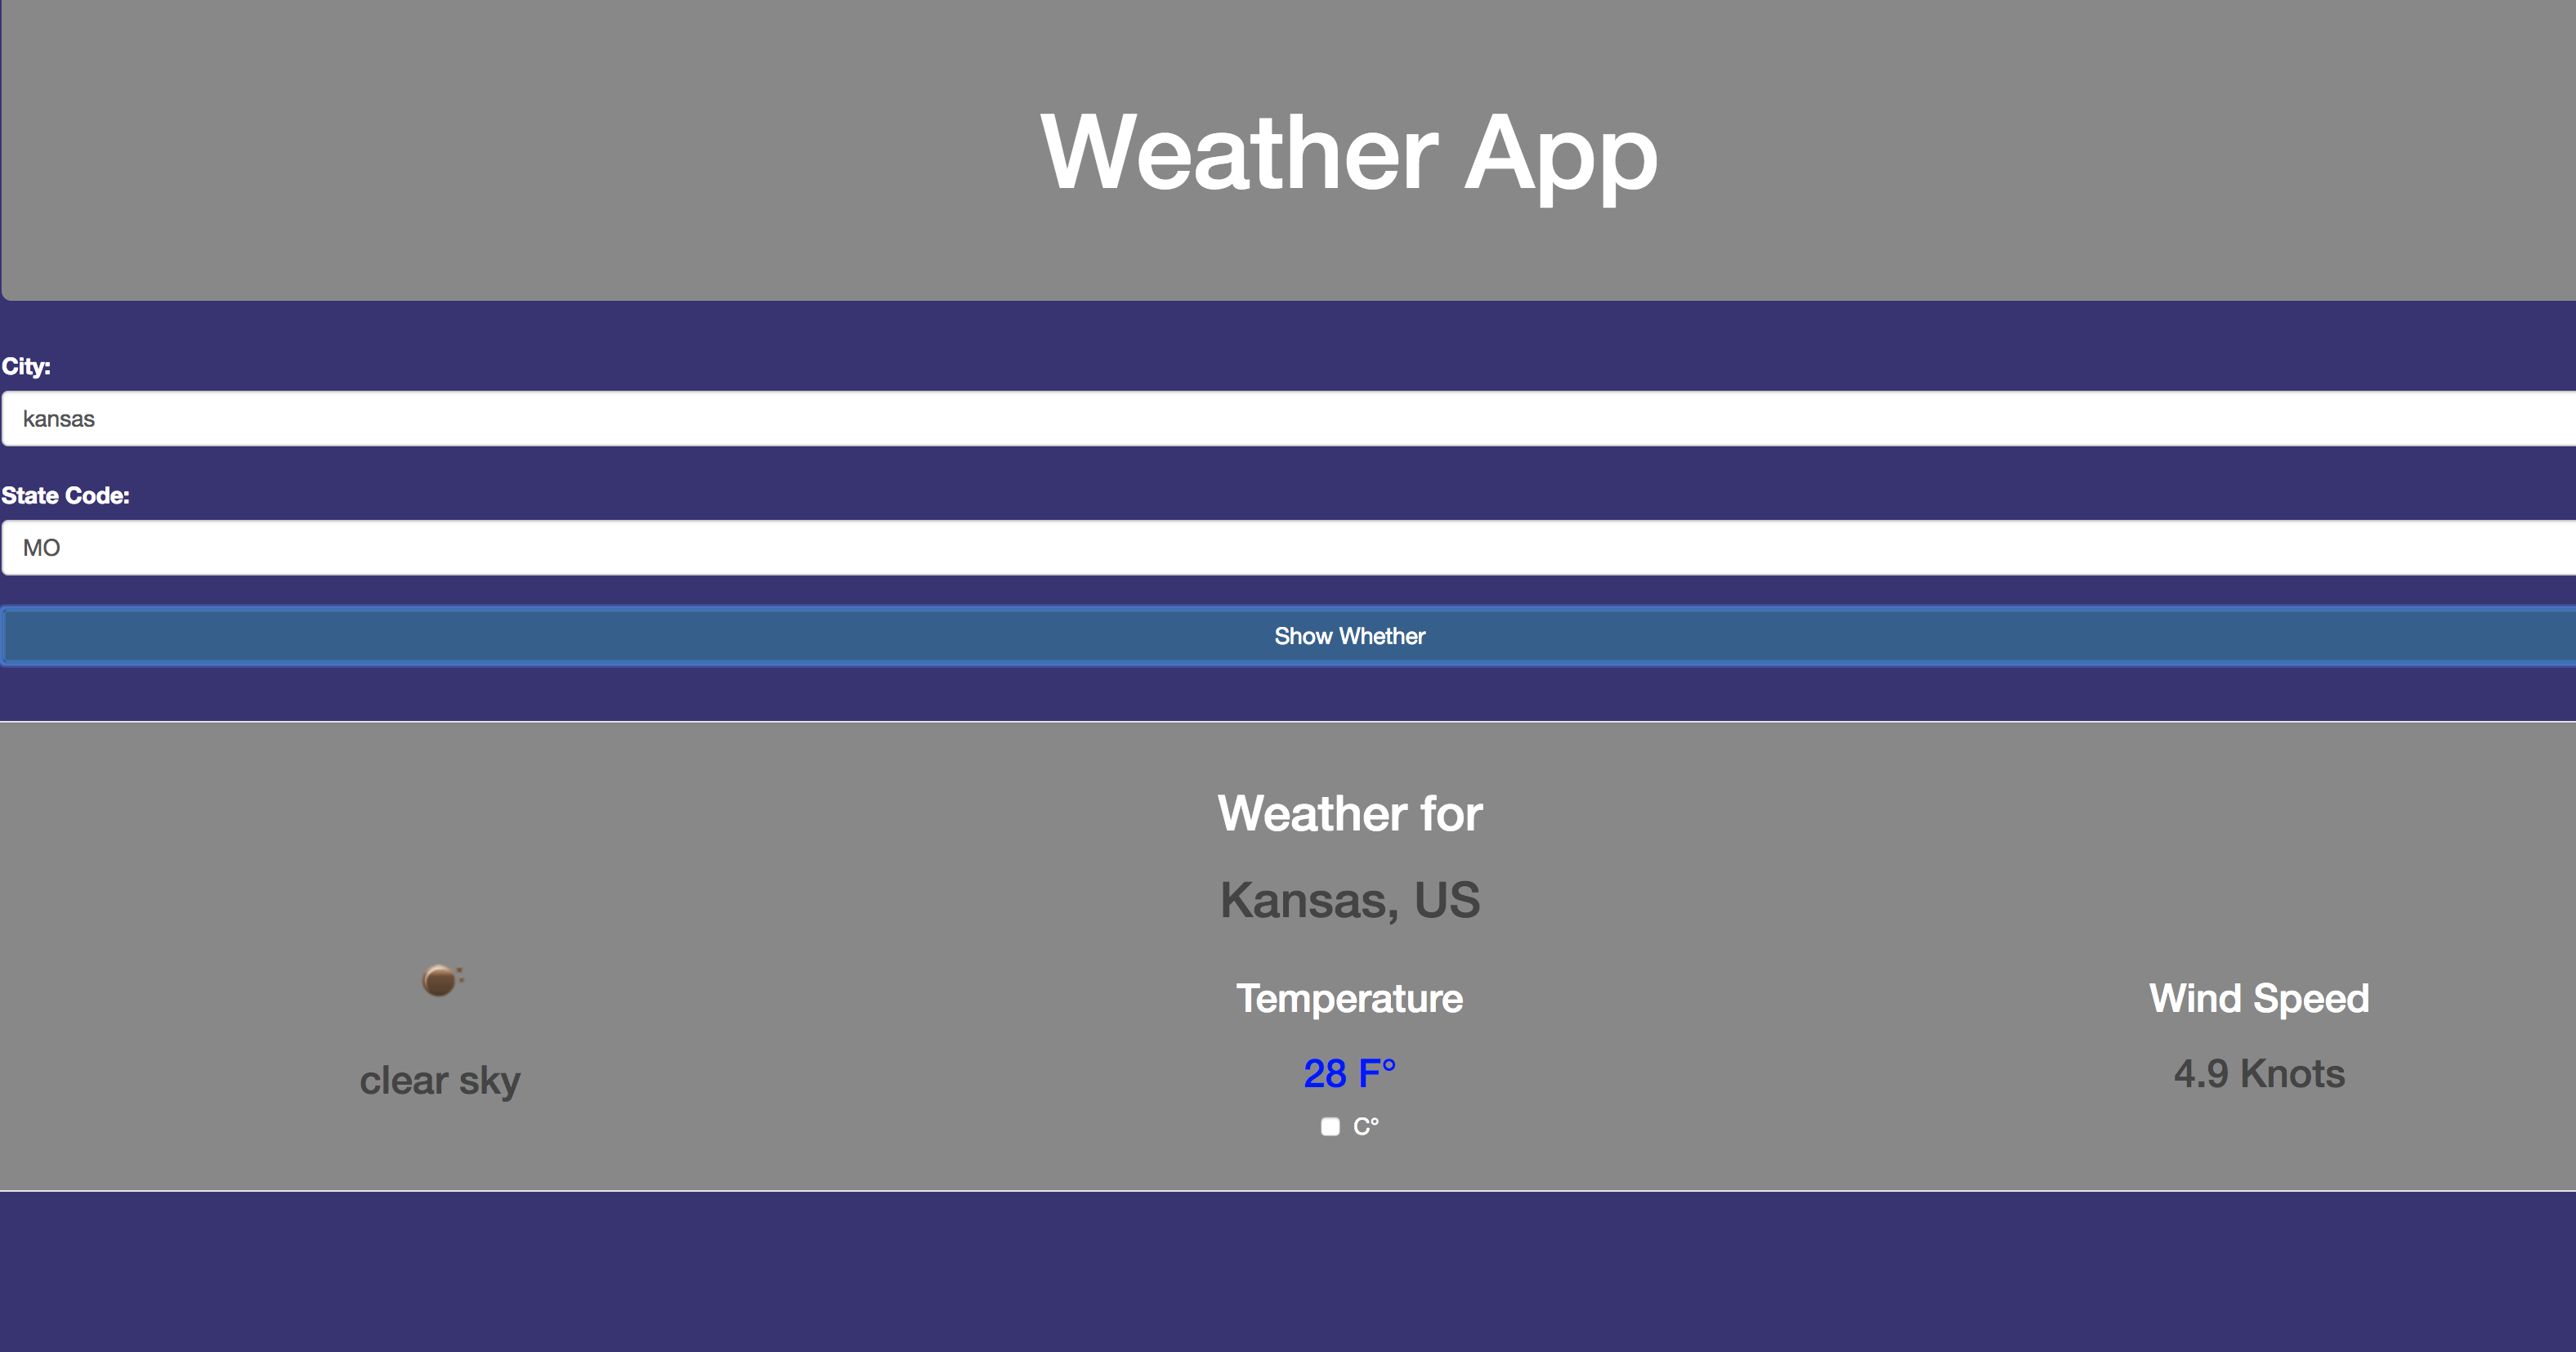 Weather App
City:
kansas
State Code:
MO
Show Whether
Weather for
Kansas, US
Temperature
Wind Speed
clear sky
28 F°
4.9 Knots
C°